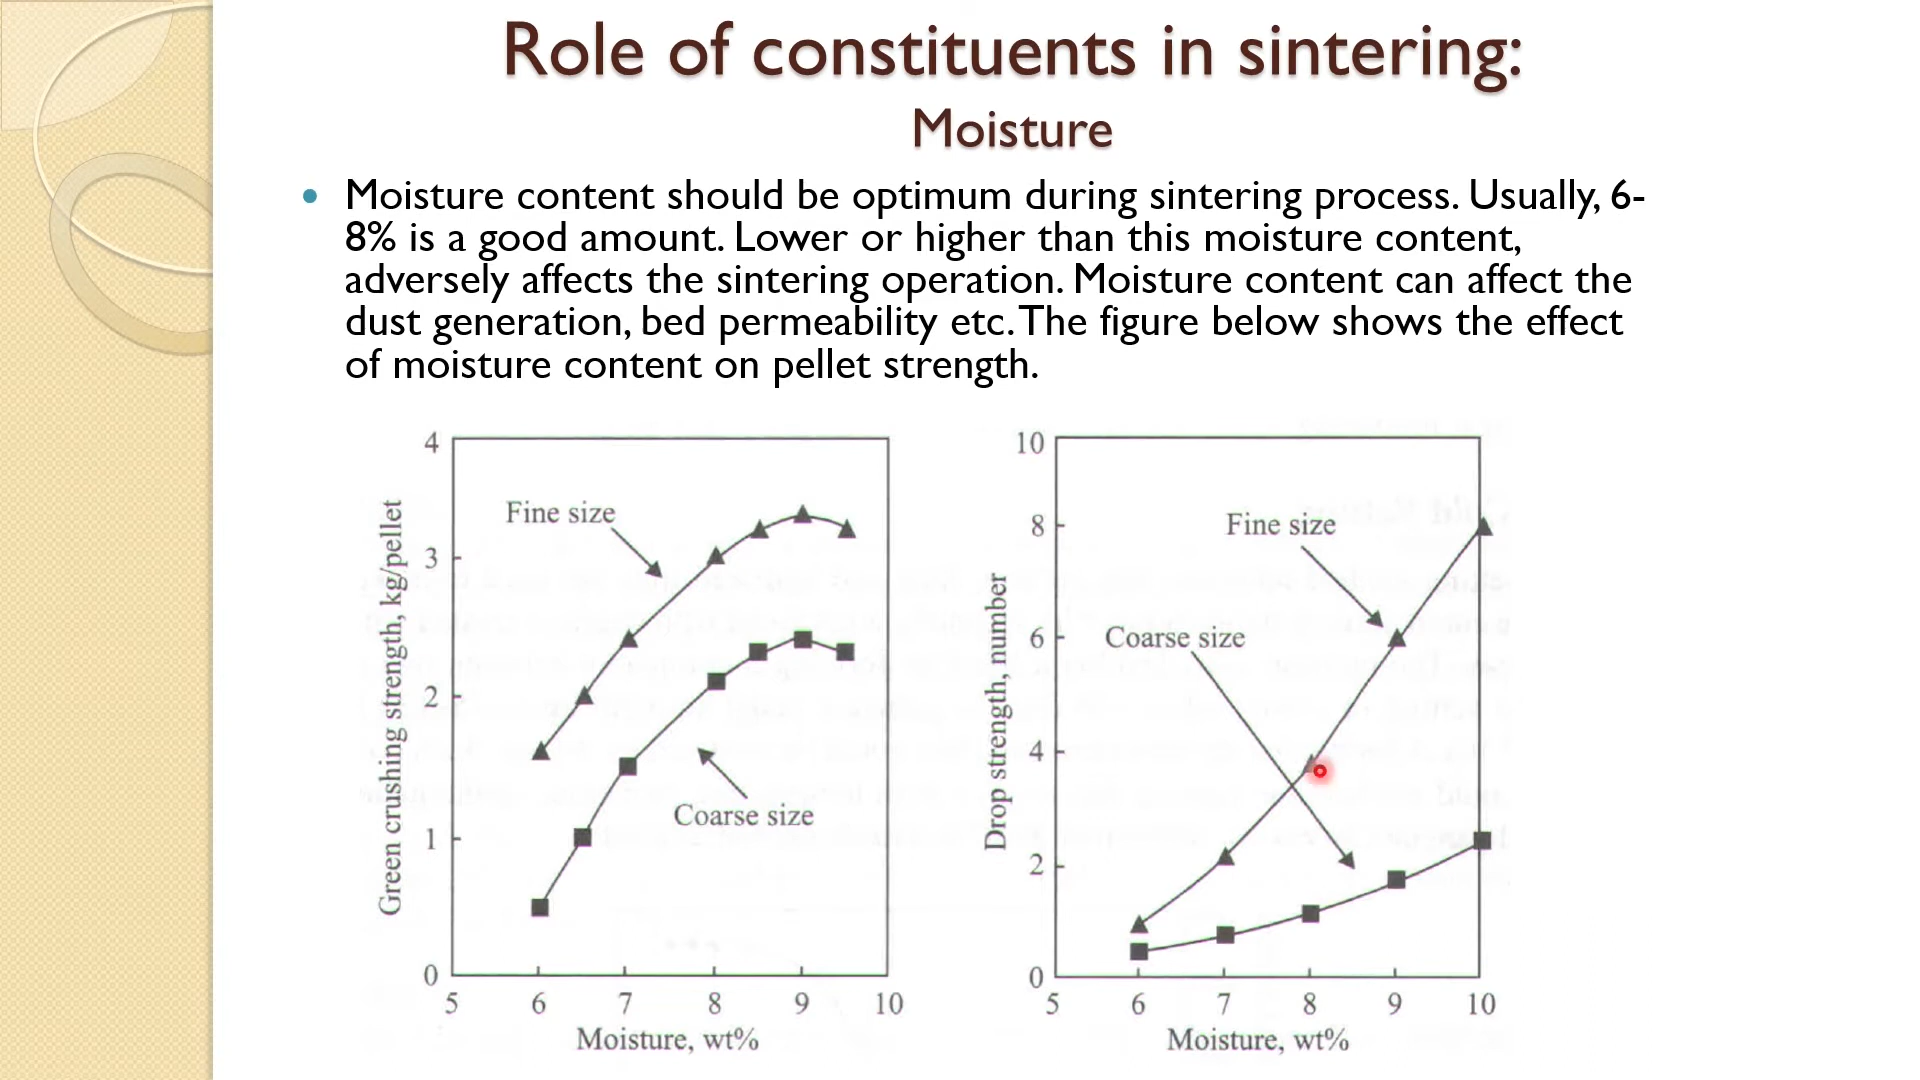 Role of constituents in sintering:
Moisture
• Moisture content should be optimum during sintering process. Usually, 6-
8% is a good amount. Lower or higher than this moisture content,
adversely affects the sintering operation. Moisture content can affect the
dust generation, bed permeability etc. The figure below shows the effect
of moisture content on pellet strength.
4
3
2
1
0
Green crushing strength, kg/pellet
Fine size
Coarse size
5 6 7 8 9 10
Moisture, wt%
10
8
6
4
2
0
Drop strength, number
Fine size
Coarse size
5 6 7 8 9 10
Moisture, wt%